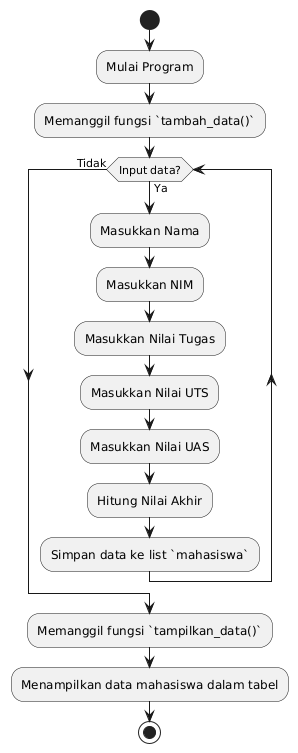 Mulai Program
Memanggil fungsi `tambah_data()`
Tidak
Input data?
Ya
Masukkan Nama
Masukkan NIM
Masukkan Nilai Tugas
Masukkan Nilai UTS
Masukkan Nilai UAS
Hitung Nilai Akhir
Simpan data ke list `mahasiswa`
Memanggil fungsi `tampilkan_data()`
Menampilkan data mahasiswa dalam tabel